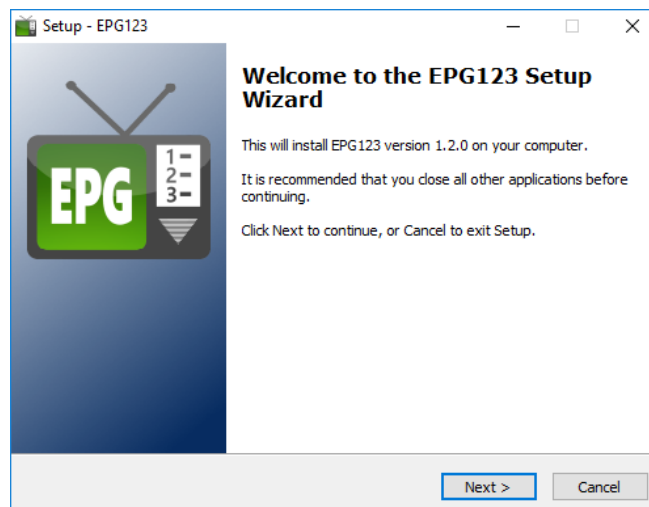 Setup - EPG123
EPG
1
2
3
Welcome to the EPG123 Setup
Wizard
This will install EPG123 version 1.2.0 on your computer.
It is recommended that you close all other applications before
continuing.
Click Next to continue, or Cancel to exit Setup.
Next >
Cancel